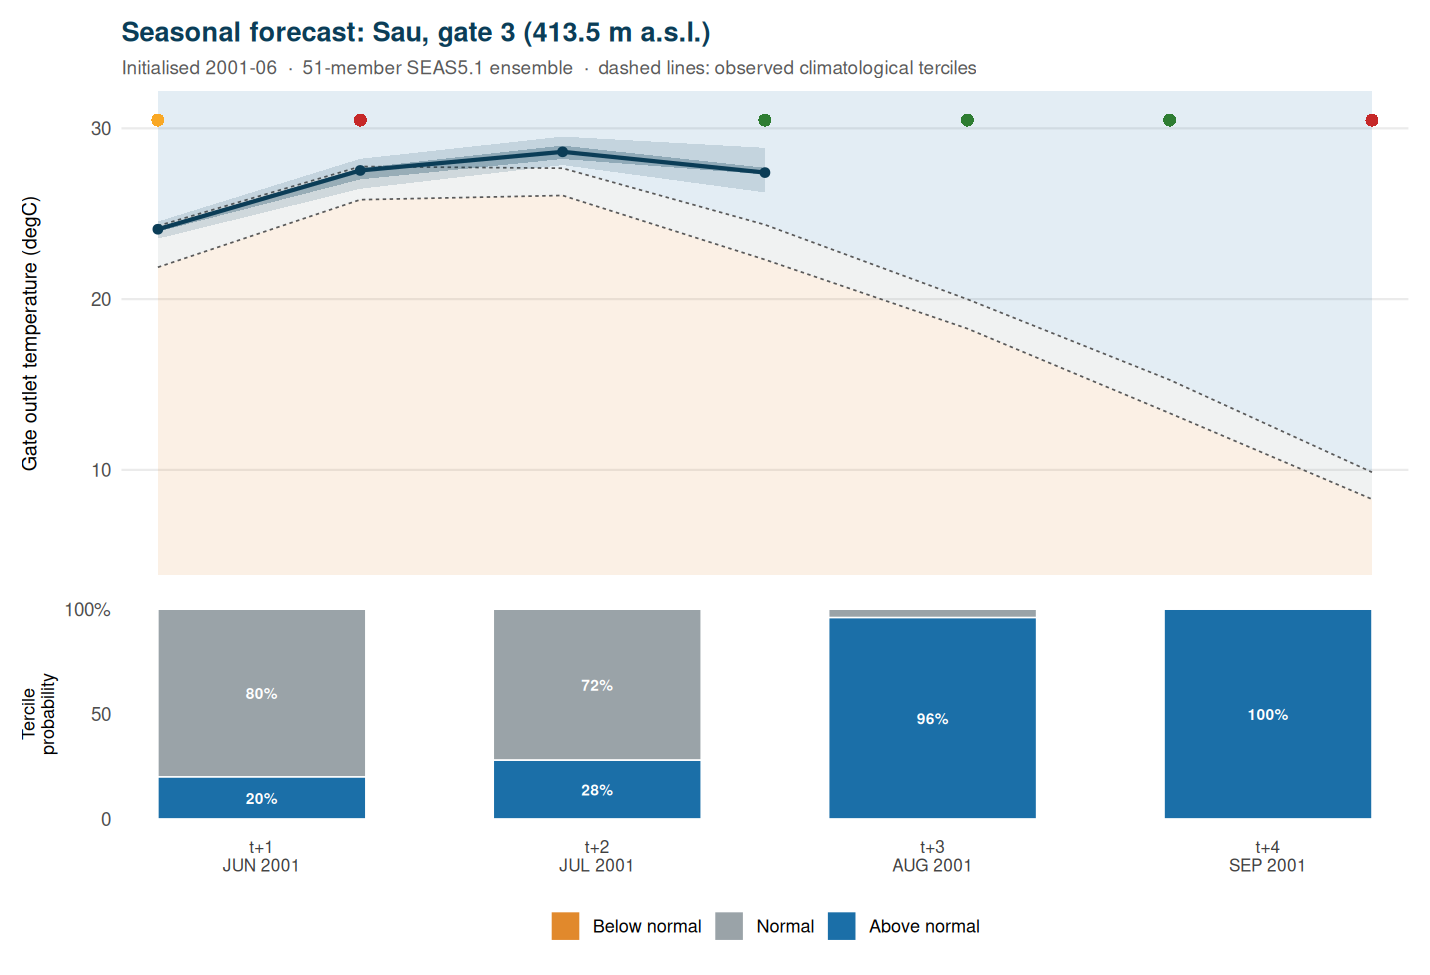 Seasonal forecast: Sau, gate 3 (413.5 m a.s.l.)
Initialised 2001-06 · 51-member SEAS5.1 ensemble · dashed lines: observed climatological terciles
Gate outlet temperature (degC)
30
20
10
Tercile
probability
100%
50
0
80%
20%
72%
28%
96%
100%
t+1
JUN 2001
t+2
JUL 2001
t+3
AUG 2001
t+4
SEP 2001
Below normal
Normal
Above normal